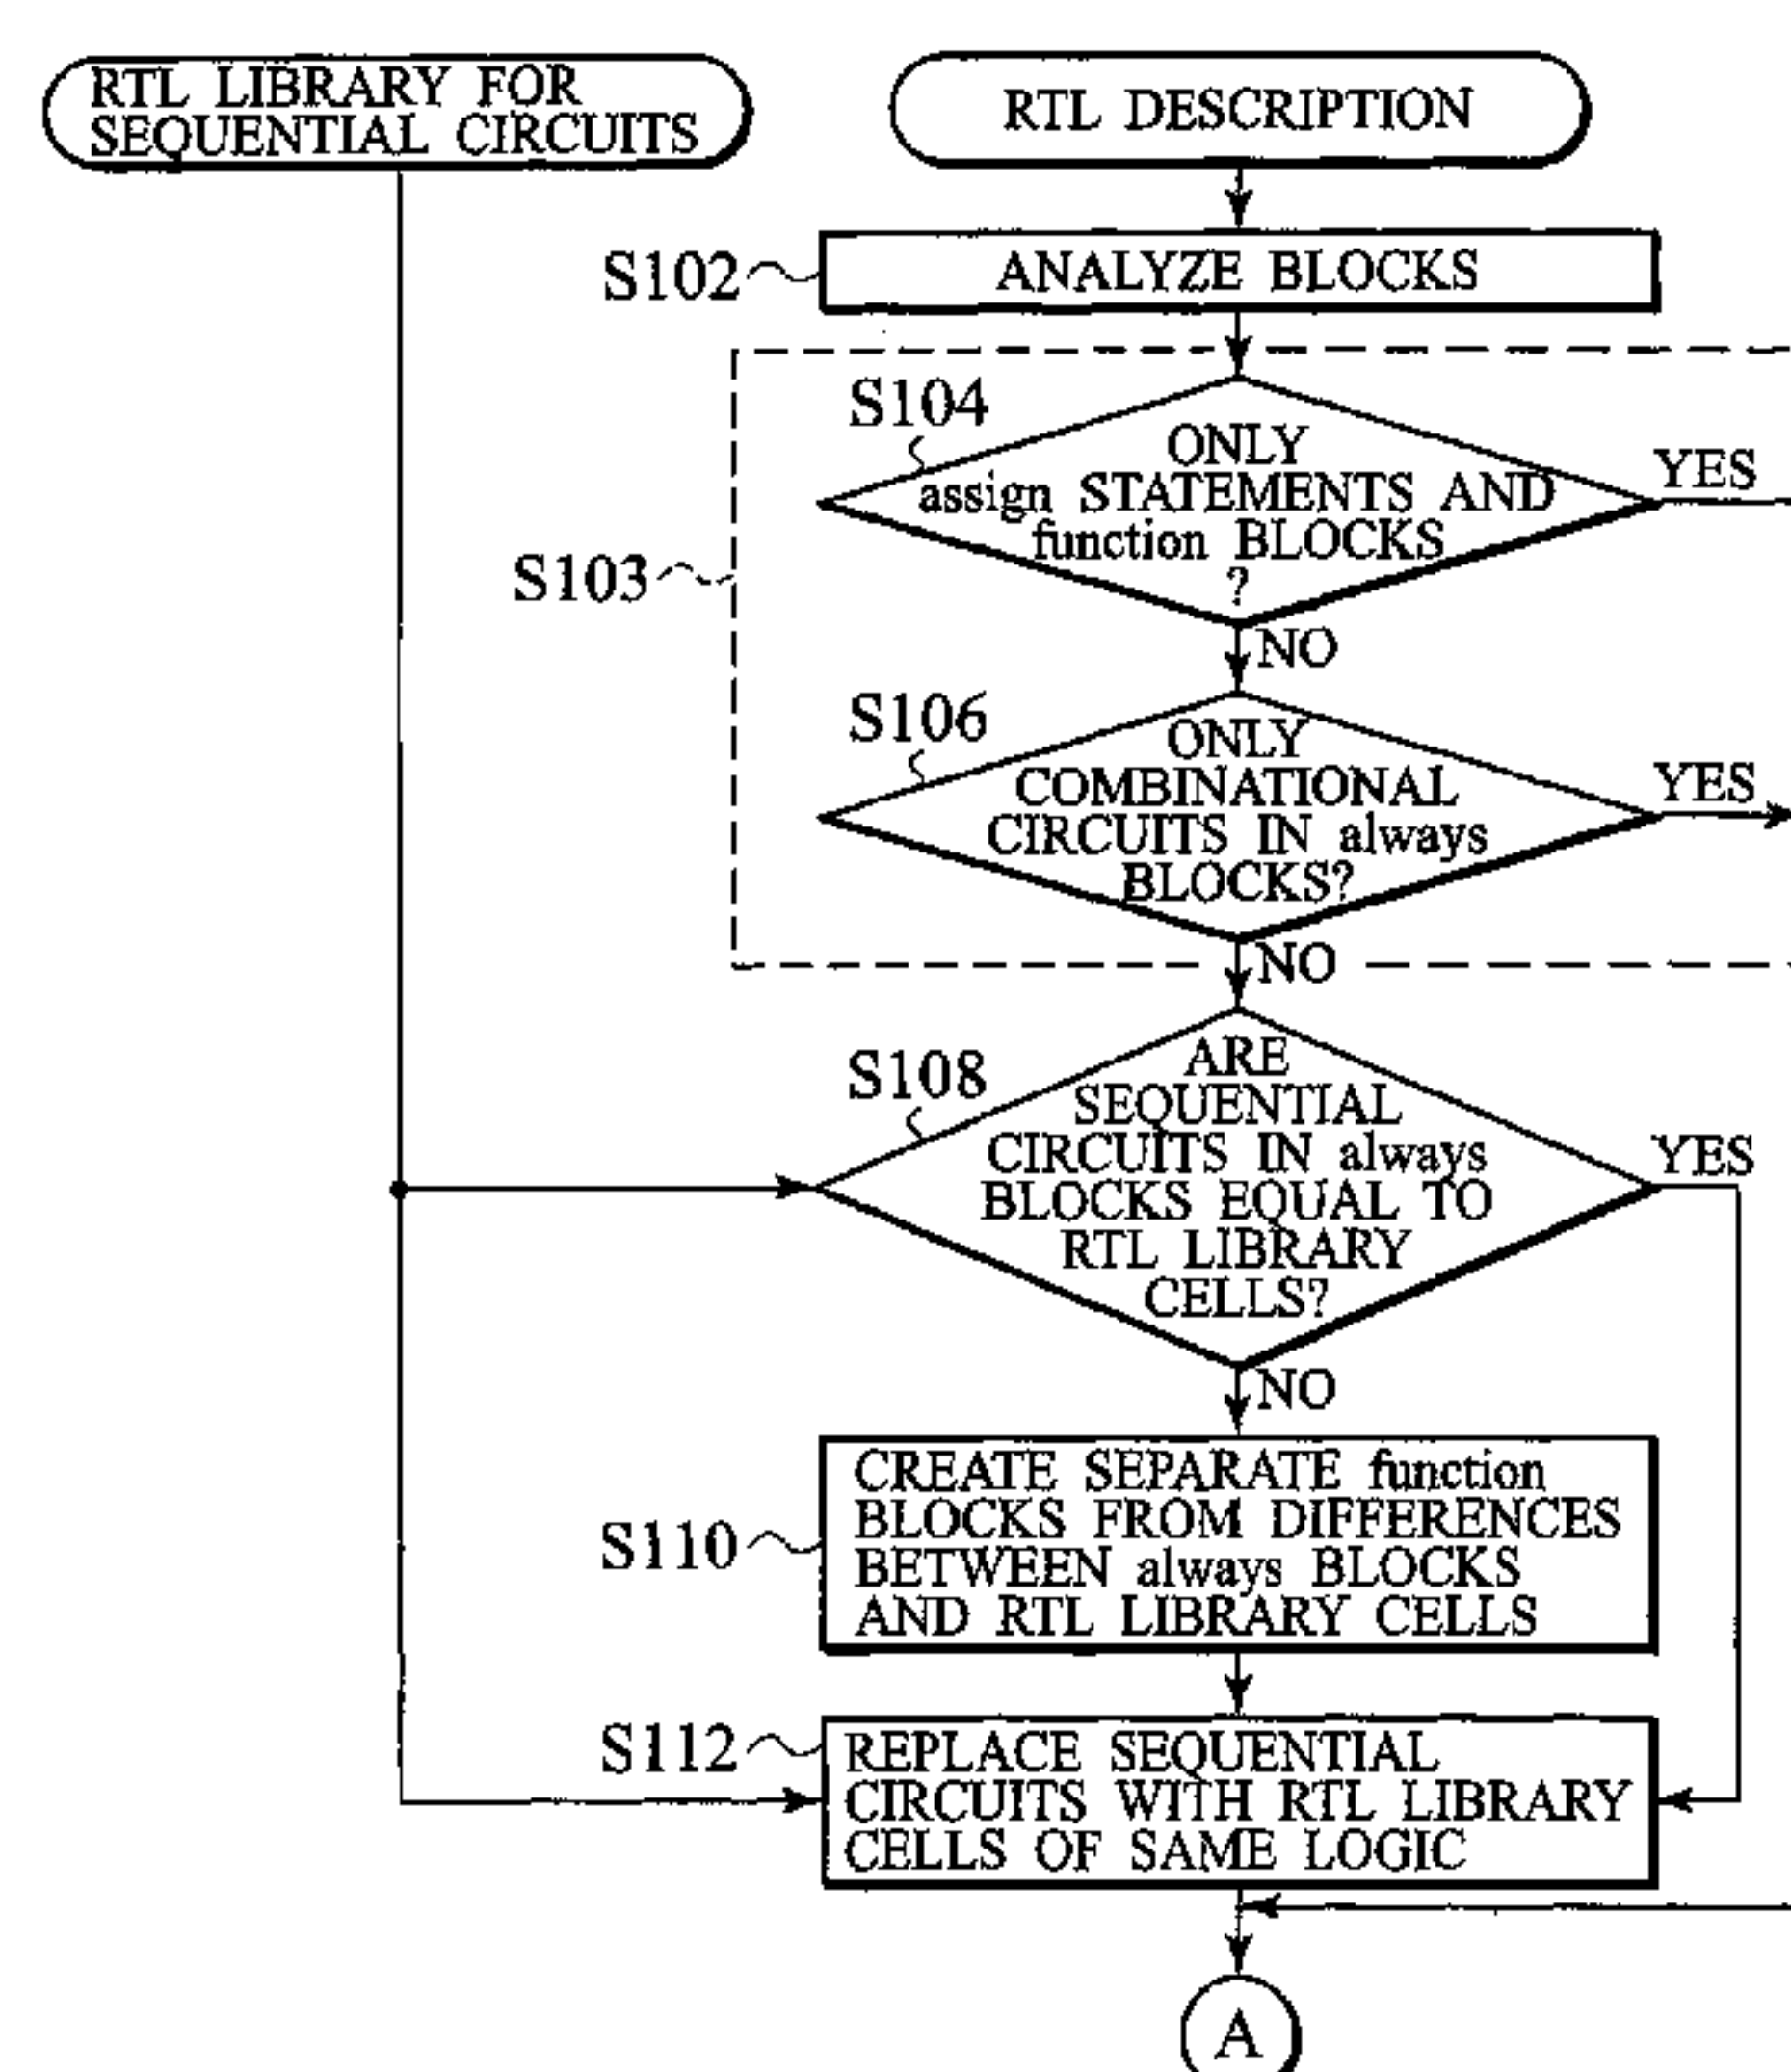 RTL LIBRARY FOR
SEQUENTIAL CIRCUITS
RTL DESCRIPTION
S102
ANALYZE BLOCKS
S103
S104
ONLY
assign STATEMENTS AND
function BLOCKS
?
YES
NO
S106
ONLY
COMBINATIONAL
CIRCUITS IN always
BLOCKS?
YES
NO
S108
ARE
SEQUENTIAL
CIRCUITS IN always
BLOCKS EQUAL TO
RTL LIBRARY
CELLS?
YES
NO
S110
CREATE SEPARATE function
BLOCKS FROM DIFFERENCES
BETWEEN always BLOCKS
AND RTL LIBRARY CELLS
S112
REPLACE SEQUENTIAL
CIRCUITS WITH RTL LIBRARY
CELLS OF SAME LOGIC
A